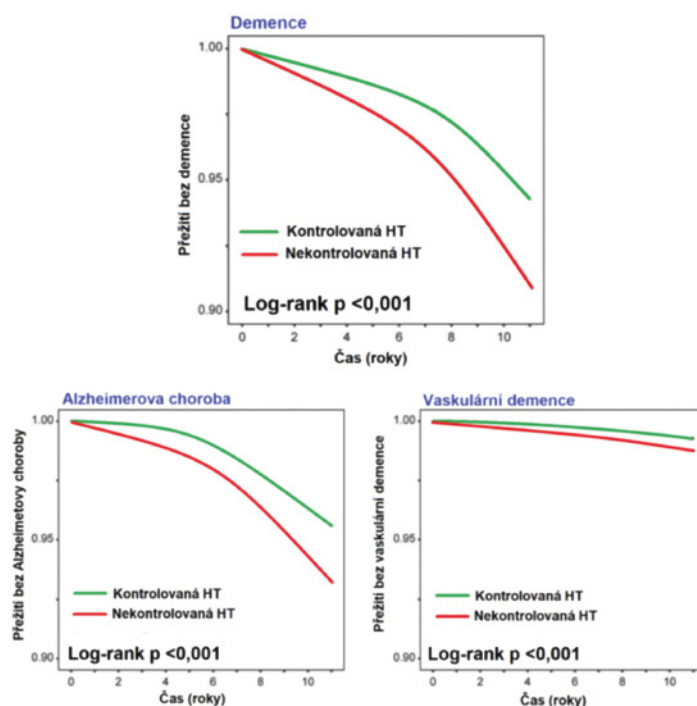 Demence
Přežití bez demence
1.00
0.95
0.90
Kontrolovaná HT
Nekontrolovaná HT
Log-rank p <0,001
0 2 4 6 8 10
Čas (roky)
Alzheimerova choroba
Přežití bez Alzheimetovy choroby
1.00
0.95
0.90
Kontrolovaná HT
Nekontrolovaná HT
Log-rank p <0,001
0 2 4 6 8 10
Čas (roky)
Vaskulární demence
Přežití bez vaskulární demence
1.00
0.95
0.90
Kontrolovaná HT
Nekontrolovaná HT
Log-rank p <0,001
0 2 4 6 8 10
Čas (roky)